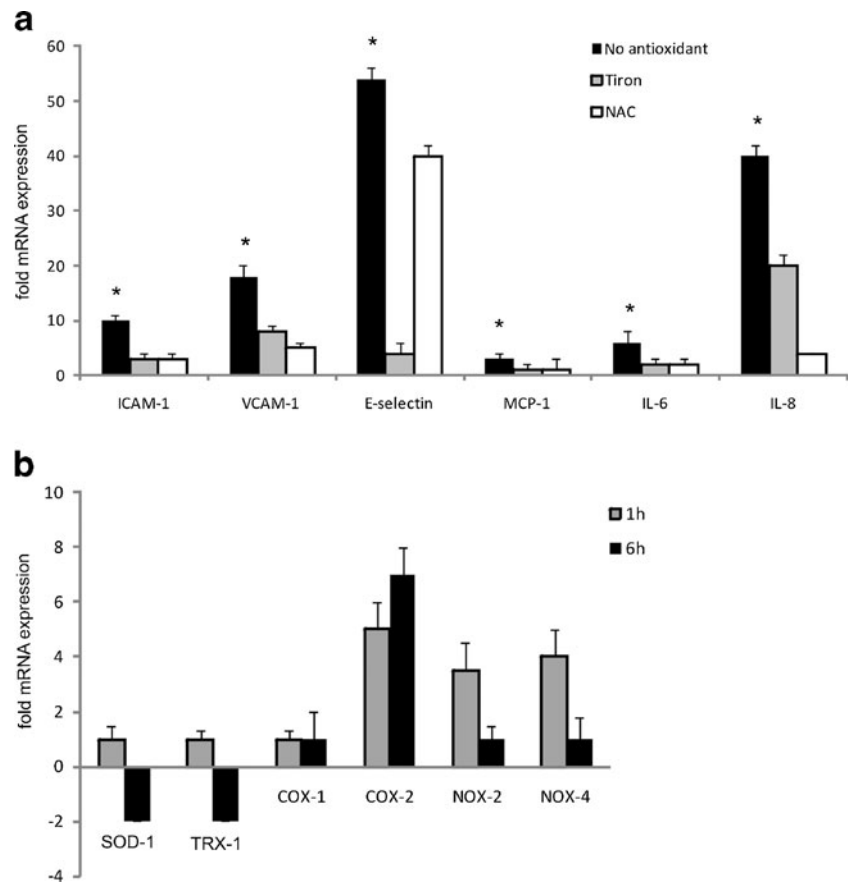 a
fold mRNA expression
60
50
40
30
20
10
0
*
*
*
*
*
*
No antioxidant
Tiron
NAC
ICAM-1 VCAM-1 E-selectin MCP-1 IL-6 IL-8
b
fold mRNA expression
10
8
6
4
2
0
-2
-4
1h
6h
COX-1 COX-2 NOX-2 NOX-4
SOD-1 TRX-1